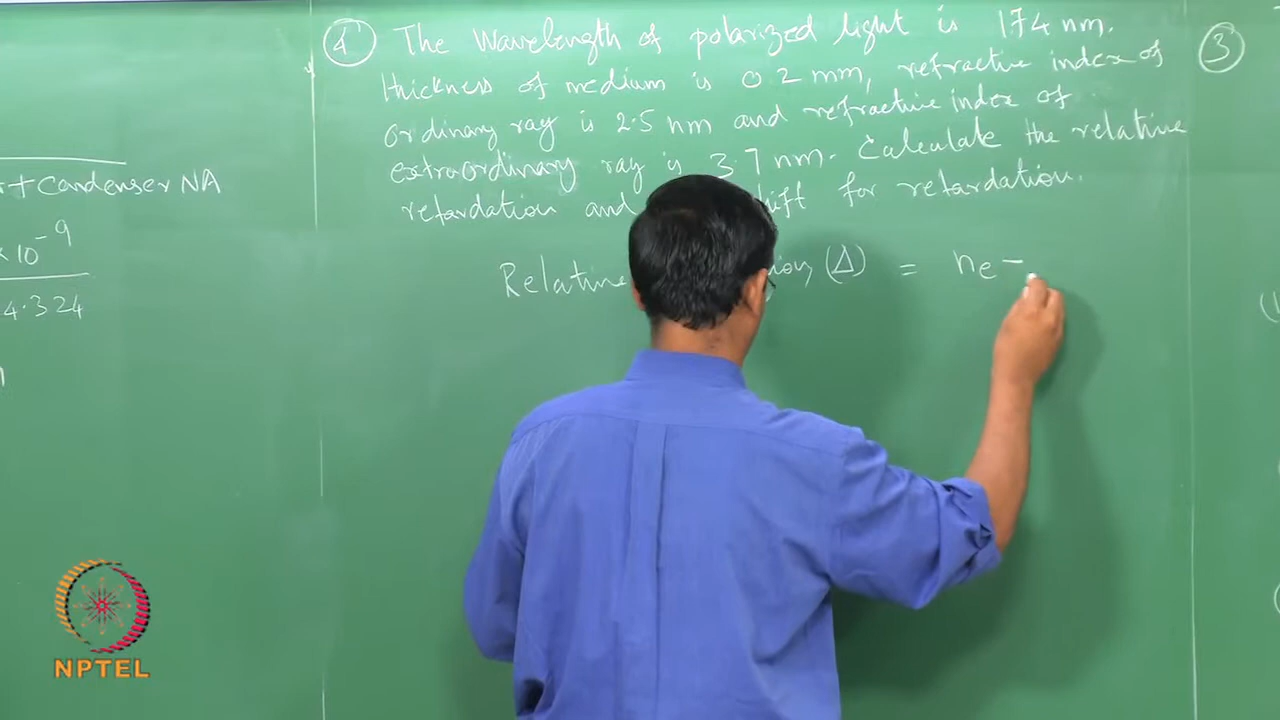 ④ The Wavelength of polarized light is 174 nm.
thickness of medium is 0.2 mm, refractive index of
ordinary ray is 2.5 nm and refractive index of
extraordinary ray is 3.7 nm. Calculate the relative
retardation and for retardation.
Relative (Δ) = ne -
+ Condenser NA
× 10⁻⁹
4.324
③
NPTEL